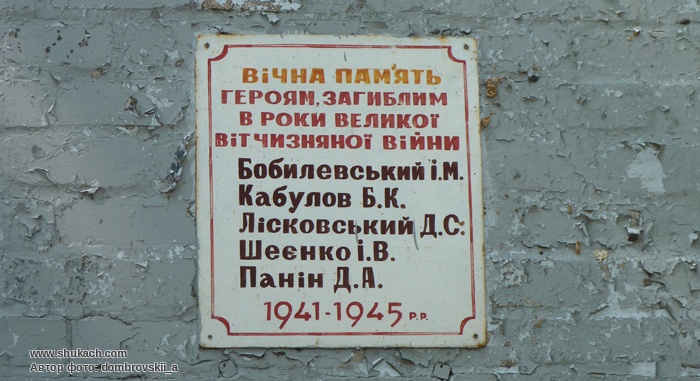 ВІЧНА ПАМ'ЯТЬ
ГЕРОЯМ, ЗАГИБЛИМ
В РОКИ ВЕЛИКОЇ
ВІТЧИЗНЯНОЇ ВІЙНИ
Бобилевський І.М.
Кабулов Б.К.
Лісковський Д.С.
Шеєнко І.В.
Панін Д.А.
1941-1945 р.р.
www.shukach.com
Автор фото: dombrovskii_a